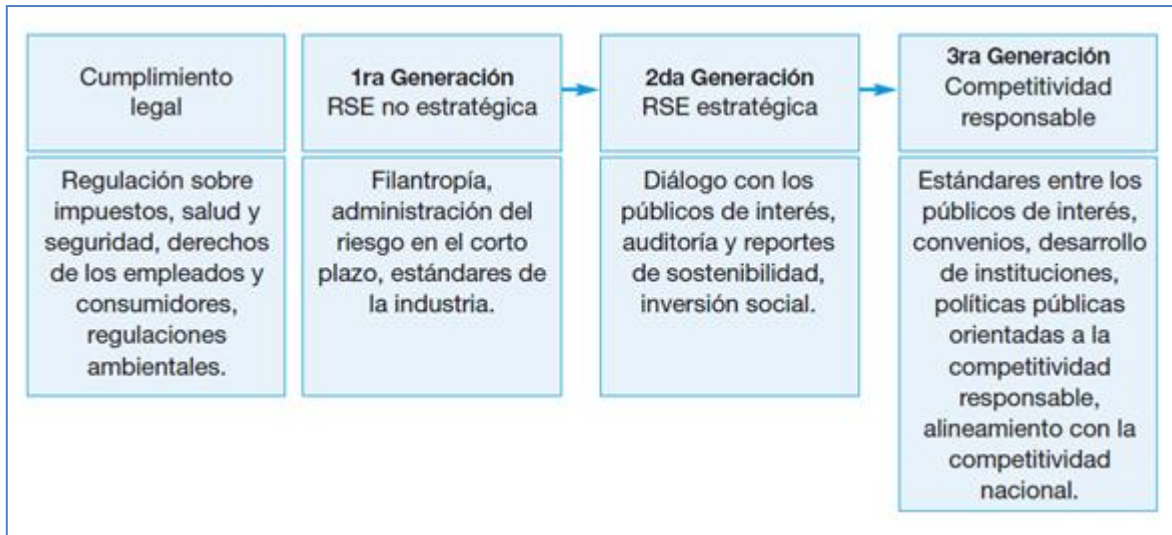 Cumplimiento
legal
1ra Generación
RSE no estratégica
2da Generación
RSE estratégica
3ra Generación
Competitividad
responsable
Regulación sobre
impuestos, salud y
seguridad, derechos
de los empleados y
consumidores,
regulaciones
ambientales.
Filantropía,
administración del
riesgo en el corto
plazo, estándares de
la industria.
Diálogo con los
públicos de interés,
auditoría y reportes
de sostenibilidad,
inversión social.
Estándares entre los
públicos de interés,
convenios, desarrollo
de instituciones,
políticas públicas
orientadas a la
competitividad
responsable,
alineamiento con la
competitividad
nacional.